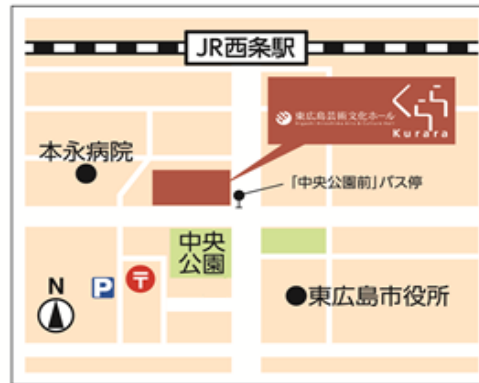 JR西条駅
東広島芸術文化ホール
くらら
Kurara
本永病院
「中央公園前」バス停
中央
公園
N
P
〒
東広島市役所